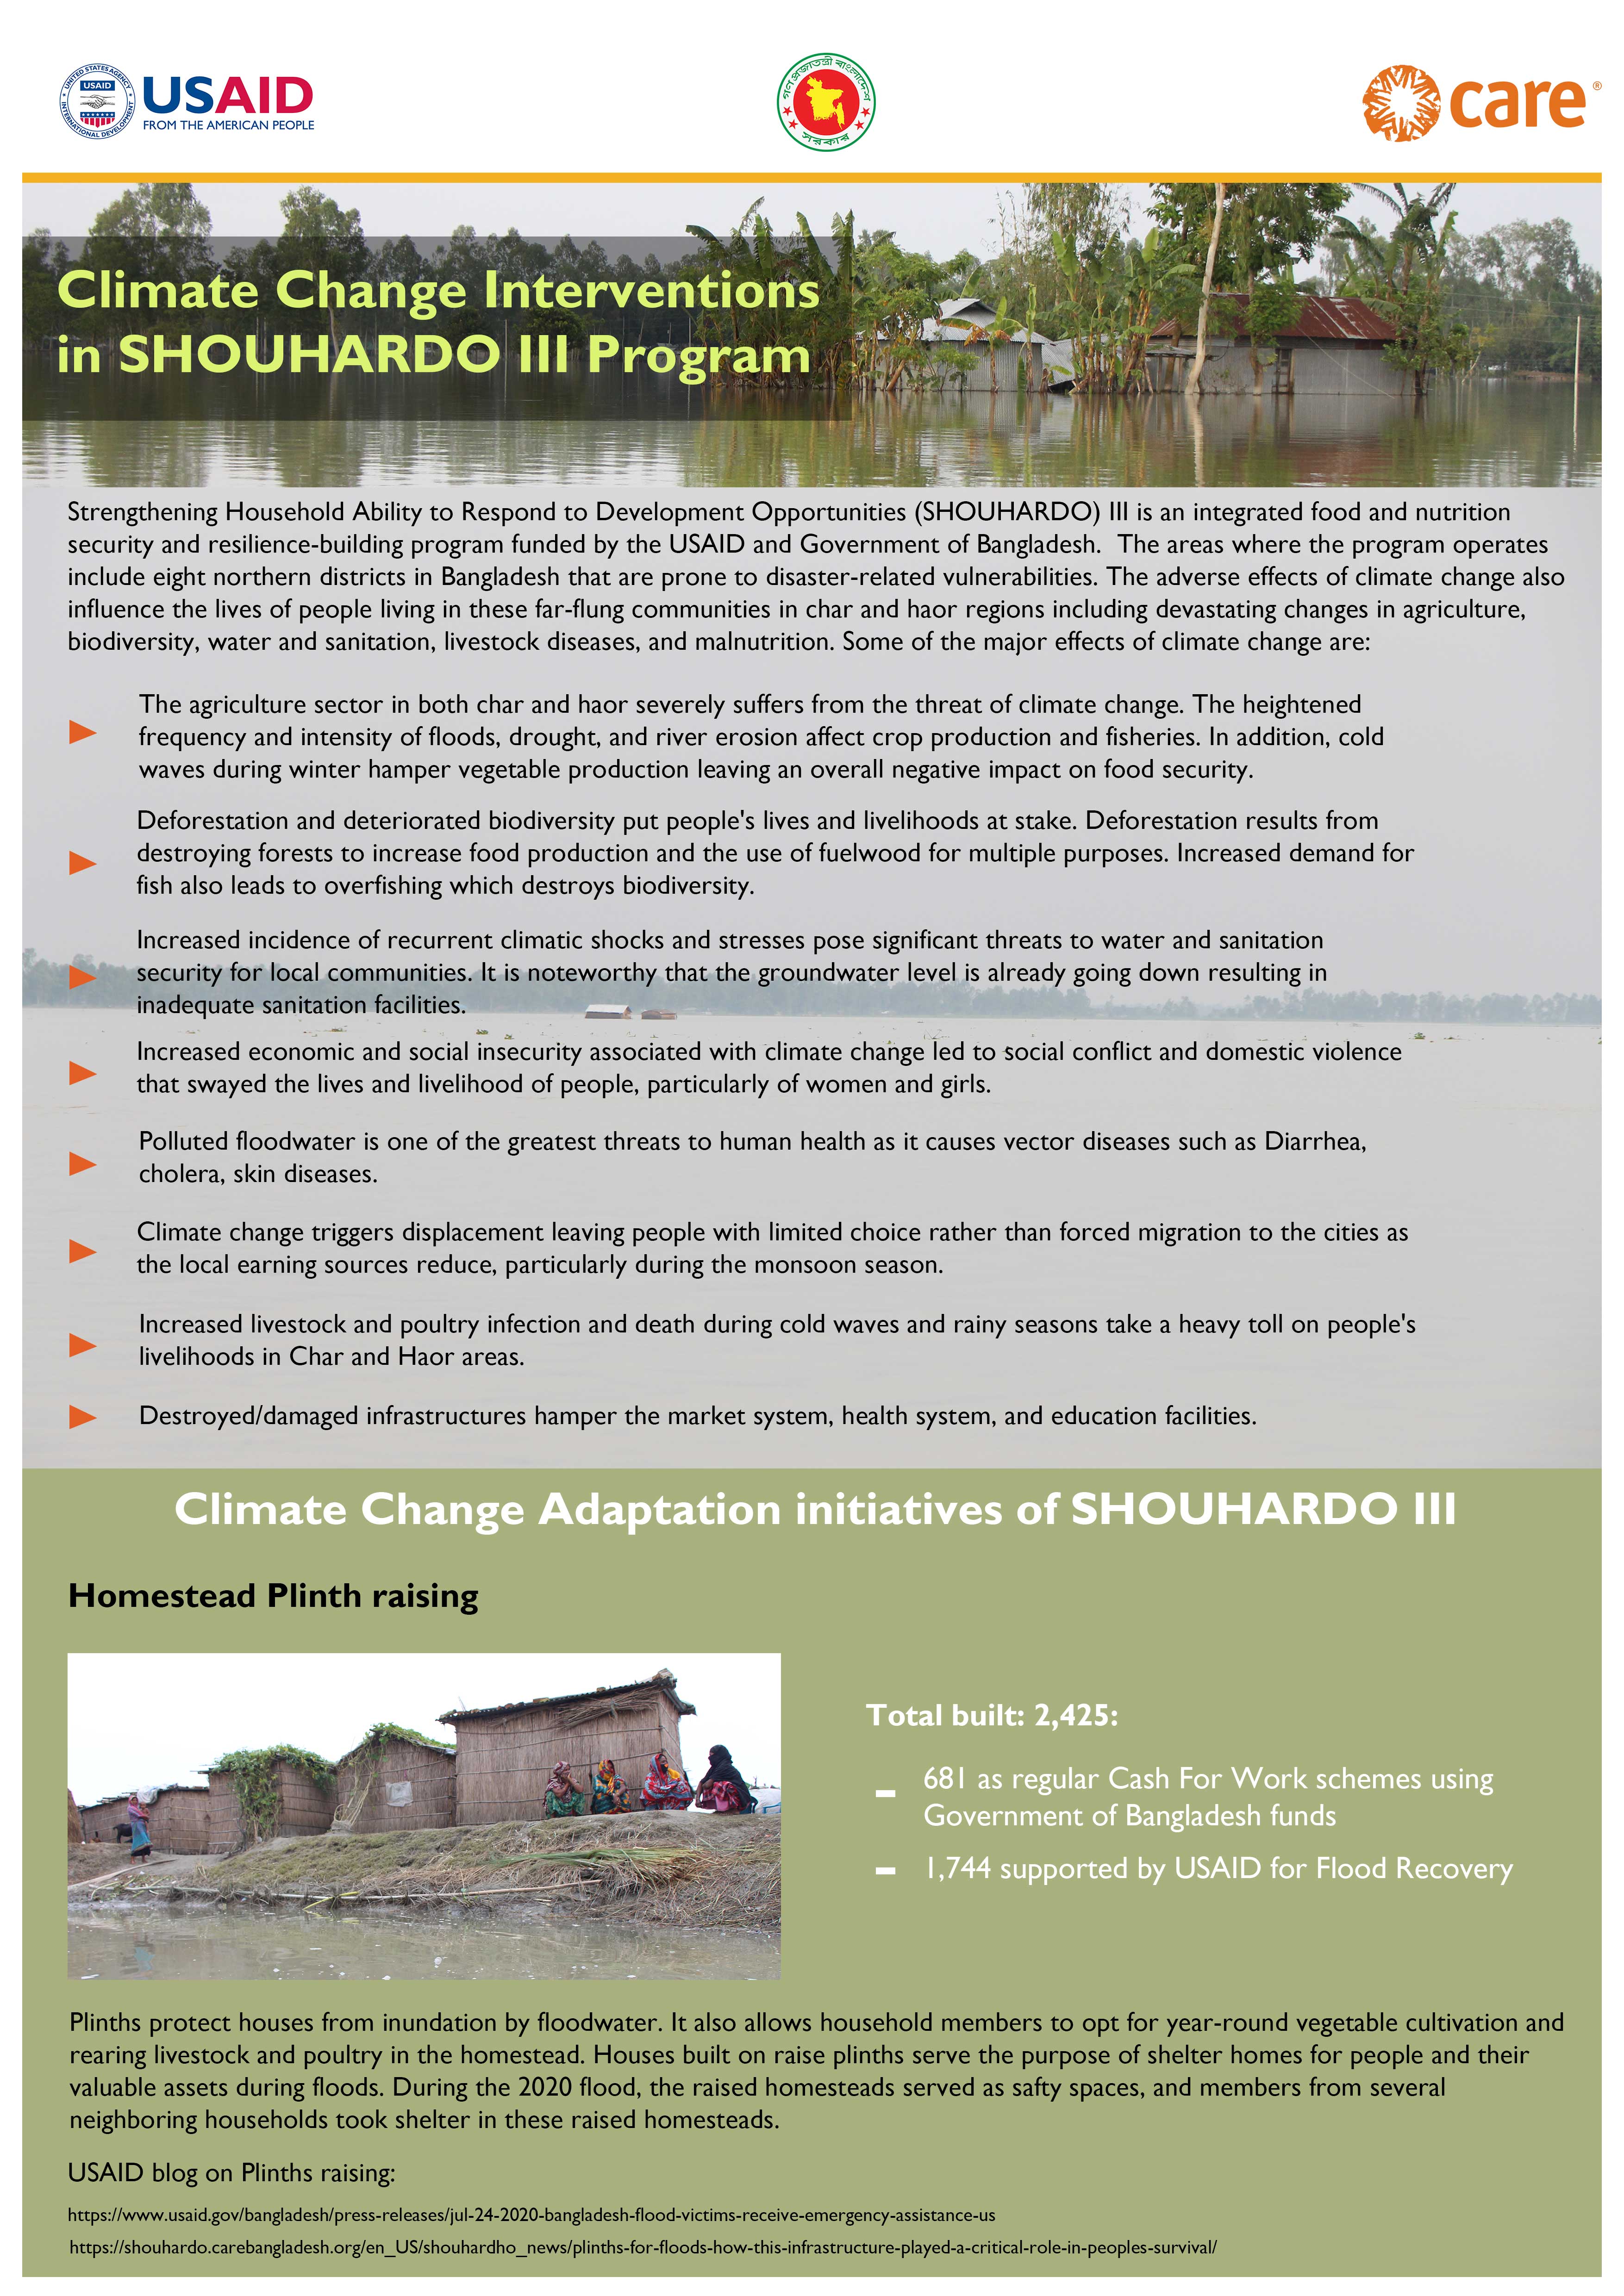 UNITED STATES AGENCY
USAID
INTERNATIONAL DEVELOPMENT
USAID
FROM THE AMERICAN PEOPLE
গণপ্রজাতন্ত্রী বাংলাদেশ
সরকার
care®
Climate Change Interventions
in SHOUHARDO III Program
Strengthening Household Ability to Respond to Development Opportunities (SHOUHARDO) III is an integrated food and nutrition
security and resilience-building program funded by the USAID and Government of Bangladesh. The areas where the program operates
include eight northern districts in Bangladesh that are prone to disaster-related vulnerabilities. The adverse effects of climate change also
influence the lives of people living in these far-flung communities in char and haor regions including devastating changes in agriculture,
biodiversity, water and sanitation, livestock diseases, and malnutrition. Some of the major effects of climate change are:
The agriculture sector in both char and haor severely suffers from the threat of climate change. The heightened
frequency and intensity of floods, drought, and river erosion affect crop production and fisheries. In addition, cold
waves during winter hamper vegetable production leaving an overall negative impact on food security.
Deforestation and deteriorated biodiversity put people's lives and livelihoods at stake. Deforestation results from
destroying forests to increase food production and the use of fuelwood for multiple purposes. Increased demand for
fish also leads to overfishing which destroys biodiversity.
Increased incidence of recurrent climatic shocks and stresses pose significant threats to water and sanitation
security for local communities. It is noteworthy that the groundwater level is already going down resulting in
inadequate sanitation facilities.
Increased economic and social insecurity associated with climate change led to social conflict and domestic violence
that swayed the lives and livelihood of people, particularly of women and girls.
Polluted floodwater is one of the greatest threats to human health as it causes vector diseases such as Diarrhea,
cholera, skin diseases.
Climate change triggers displacement leaving people with limited choice rather than forced migration to the cities as
the local earning sources reduce, particularly during the monsoon season.
Increased livestock and poultry infection and death during cold waves and rainy seasons take a heavy toll on people's
livelihoods in Char and Haor areas.
Destroyed/damaged infrastructures hamper the market system, health system, and education facilities.
Climate Change Adaptation initiatives of SHOUHARDO III
Homestead Plinth raising
Total built: 2,425:
– 681 as regular Cash For Work schemes using
Government of Bangladesh funds
– 1,744 supported by USAID for Flood Recovery
Plinths protect houses from inundation by floodwater. It also allows household members to opt for year-round vegetable cultivation and
rearing livestock and poultry in the homestead. Houses built on raise plinths serve the purpose of shelter homes for people and their
valuable assets during floods. During the 2020 flood, the raised homesteads served as safty spaces, and members from several
neighboring households took shelter in these raised homesteads.
USAID blog on Plinths raising:
https://www.usaid.gov/bangladesh/press-releases/jul-24-2020-bangladesh-flood-victims-receive-emergency-assistance-us
https://shouhardo.carebangladesh.org/en_US/shouhardho_news/plinths-for-floods-how-this-infrastructure-played-a-critical-role-in-peoples-survival/